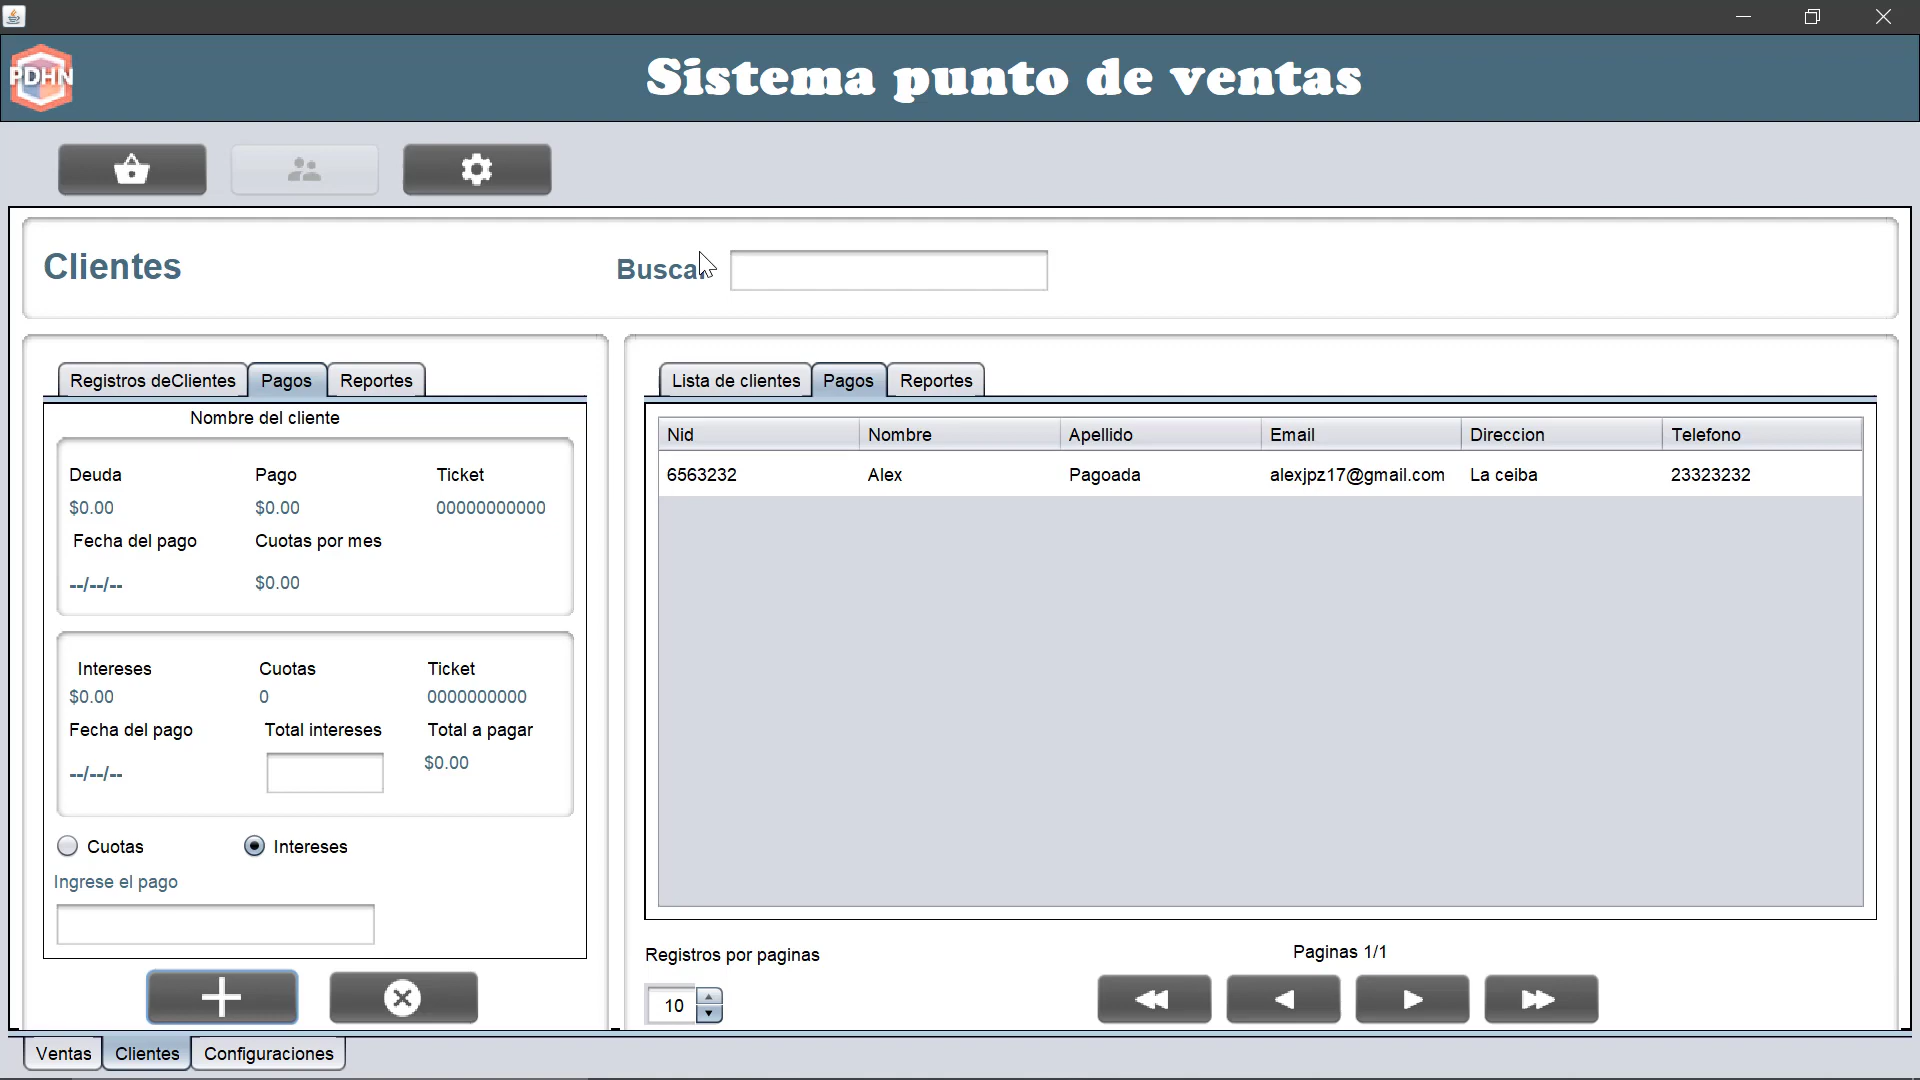 PDHN
Sistema punto de ventas
Clientes
Buscar
Registros deClientes Pagos Reportes
Nombre del cliente
Deuda Pago Ticket
$0.00 $0.00 00000000000
Fecha del pago Cuotas por mes
--/--/-- $0.00
Intereses Cuotas Ticket
$0.00 0 0000000000
Fecha del pago Total intereses Total a pagar
--/--/-- $0.00
Cuotas Intereses
Ingrese el pago
Lista de clientes Pagos Reportes
Nid Nombre Apellido Email Direccion Telefono
6563232 Alex Pagoada alexjpz17@gmail.com La ceiba 23323232
Registros por paginas
Paginas 1/1
10
Ventas Clientes Configuraciones